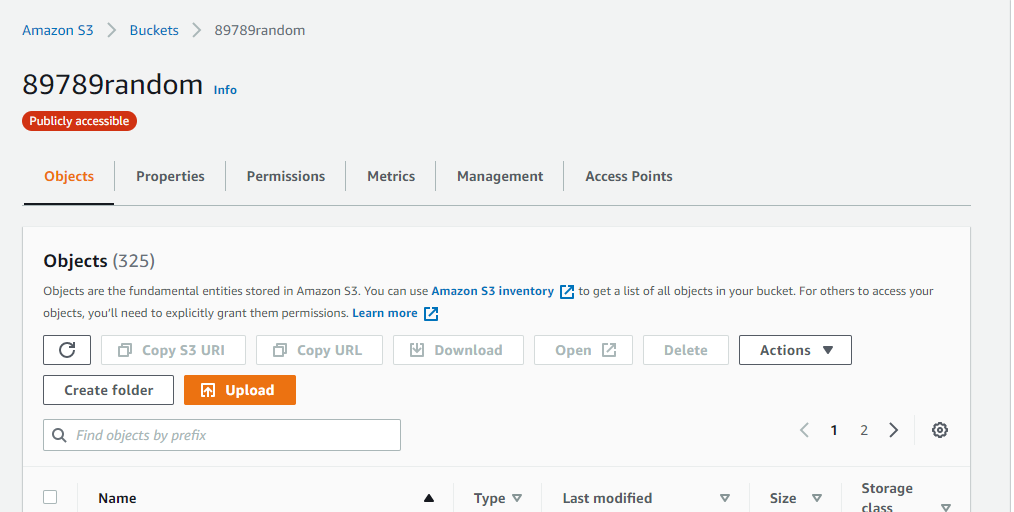 Amazon S3 > Buckets > 89789random
89789random Info
Publicly accessible
Objects Properties Permissions Metrics Management Access Points
Objects (325)
Objects are the fundamental entities stored in Amazon S3. You can use Amazon S3 inventory to get a list of all objects in your bucket. For others to access your
objects, you'll need to explicitly grant them permissions. Learn more
Copy S3 URI Copy URL Download Open Delete Actions
Create folder Upload
Find objects by prefix 1 2
Name Type Last modified Size Storage
class